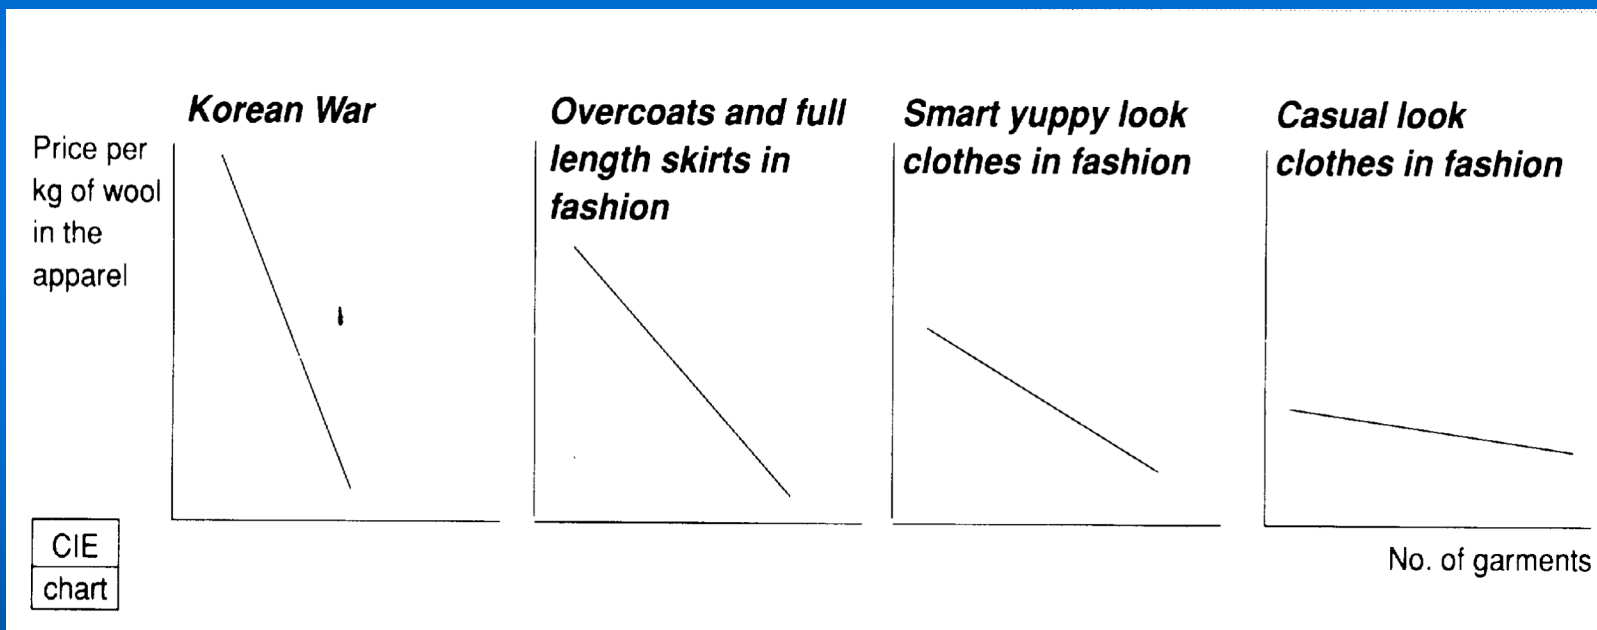 Korean War
Overcoats and full
length skirts in
fashion
Smart yuppy look
clothes in fashion
Casual look
clothes in fashion
Price per
kg of wool
in the
apparel
No. of garments
CIE
chart